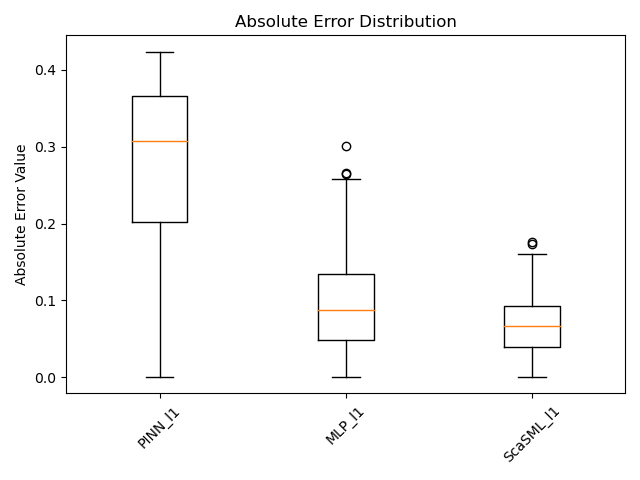 Absolute Error Distribution
Absolute Error Value
0.4
0.3
0.2
0.1
0.0
PINN_l1
MLP_l1
ScaSML_l1